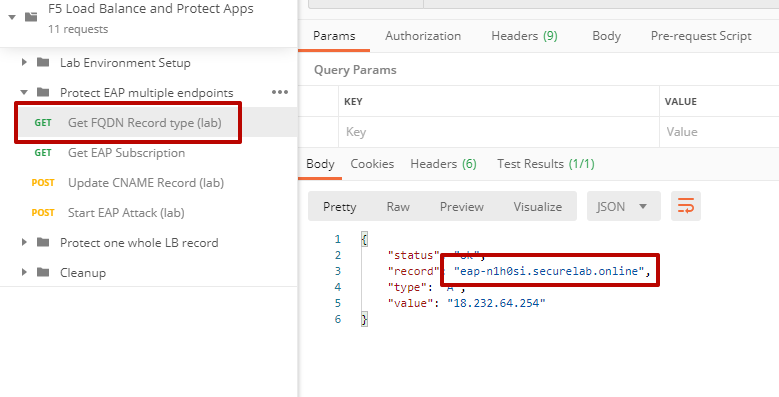 F5 Load Balance and Protect Apps
11 requests
Lab Environment Setup
Protect EAP multiple endpoints
GET Get FQDN Record type (lab)
GET Get EAP Subscription
POST Update CNAME Record (lab)
POST Start EAP Attack (lab)
Protect one whole LB record
Cleanup
Params Authorization Headers (9) Body Pre-request Script
Query Params
KEY VALUE
Key Value
Body Cookies Headers (6) Test Results (1/1)
Pretty Raw Preview Visualize JSON
1 {
2 "status": "ok",
3 "record": "eap-n1h0si.securelab.online",
4 "type": "A",
5 "value": "18.232.64.254"
6 }